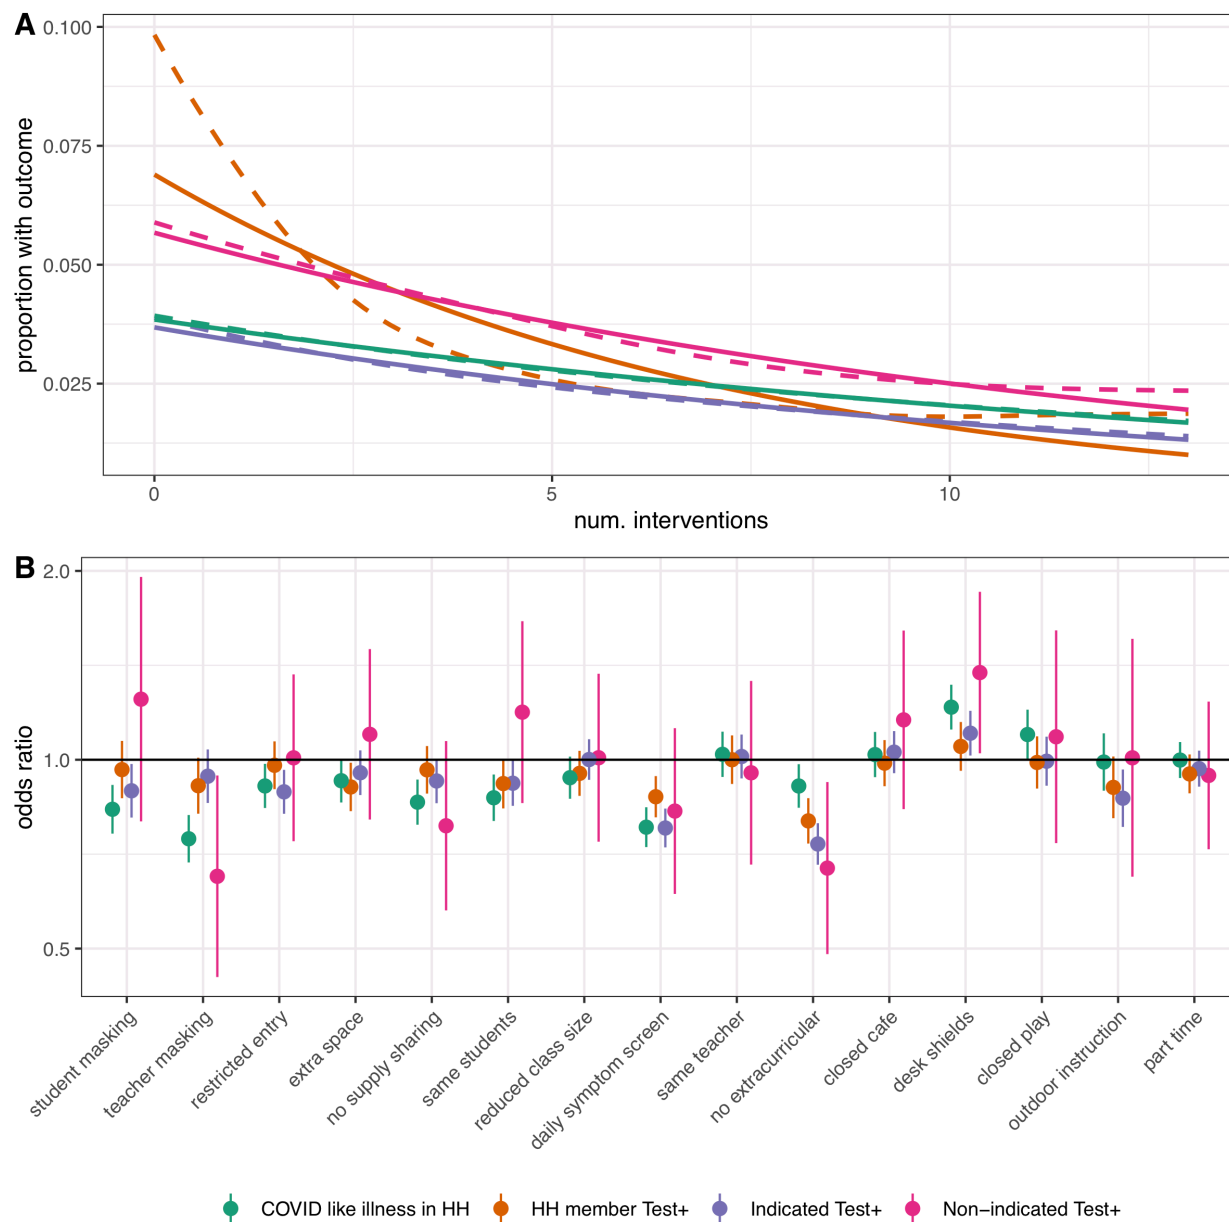 A
0.100
0.075
0.050
0.025
proportion with outcome
0
5
10
num. interventions
B
2.0
1.0
0.5
odds ratio
student masking
teacher masking
restricted entry
extra space
no supply sharing
same students
reduced class size
daily symptom screen
same teacher
no extracurricular
closed cafe
desk shields
closed play
outdoor instruction
part time
COVID like illness in HH
HH member Test+
Indicated Test+
Non−indicated Test+